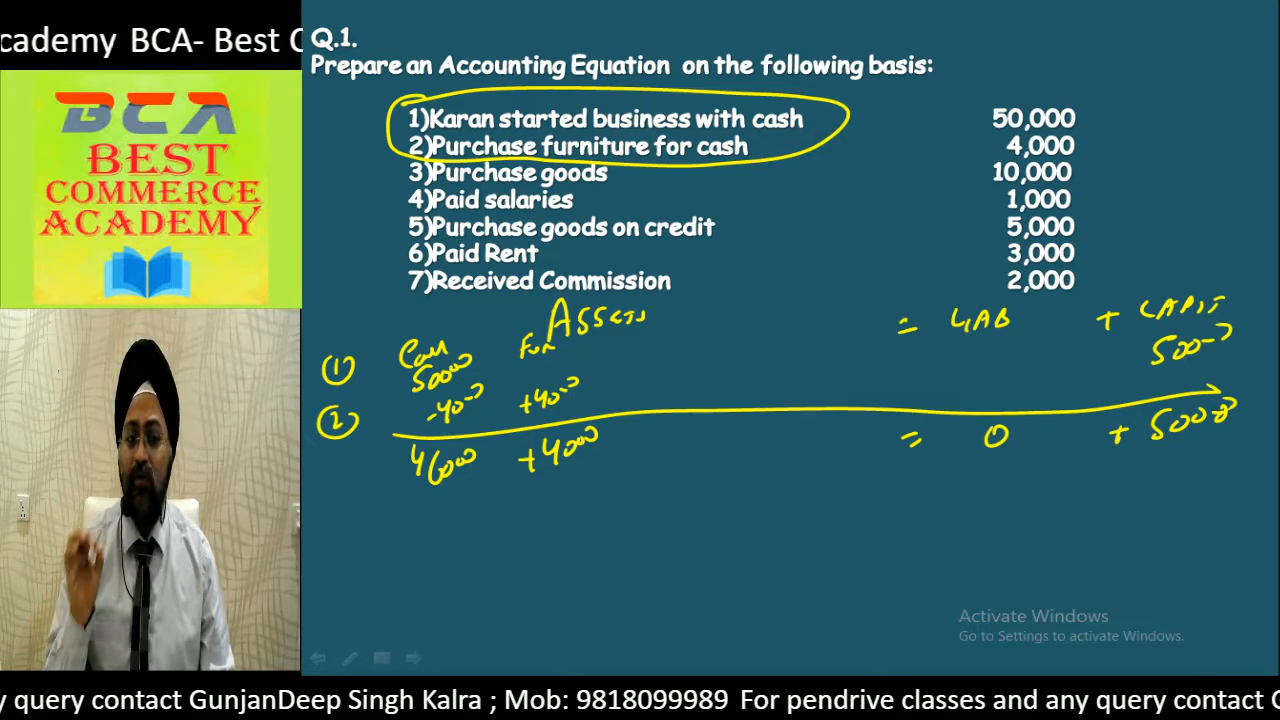 cademy BCA- Best C
Q.1.
Prepare an Accounting Equation on the following basis:
BCA
BEST
COMMERCE
ACADEMY
1)Karan started business with cash 50,000
2)Purchase furniture for cash 4,000
3)Purchase goods 10,000
4)Paid salaries 1,000
5)Purchase goods on credit 5,000
6)Paid Rent 3,000
7)Received Commission 2,000
Assets = LIAB +
① Cash Fur
50000 
② -4000 +4000
46000 +4000 = 0 + 50000
Activate Windows
Go to Settings to activate Windows.
y query contact GunjanDeep Singh Kalra ; Mob: 9818099989 For pendrive classes and any query contact G